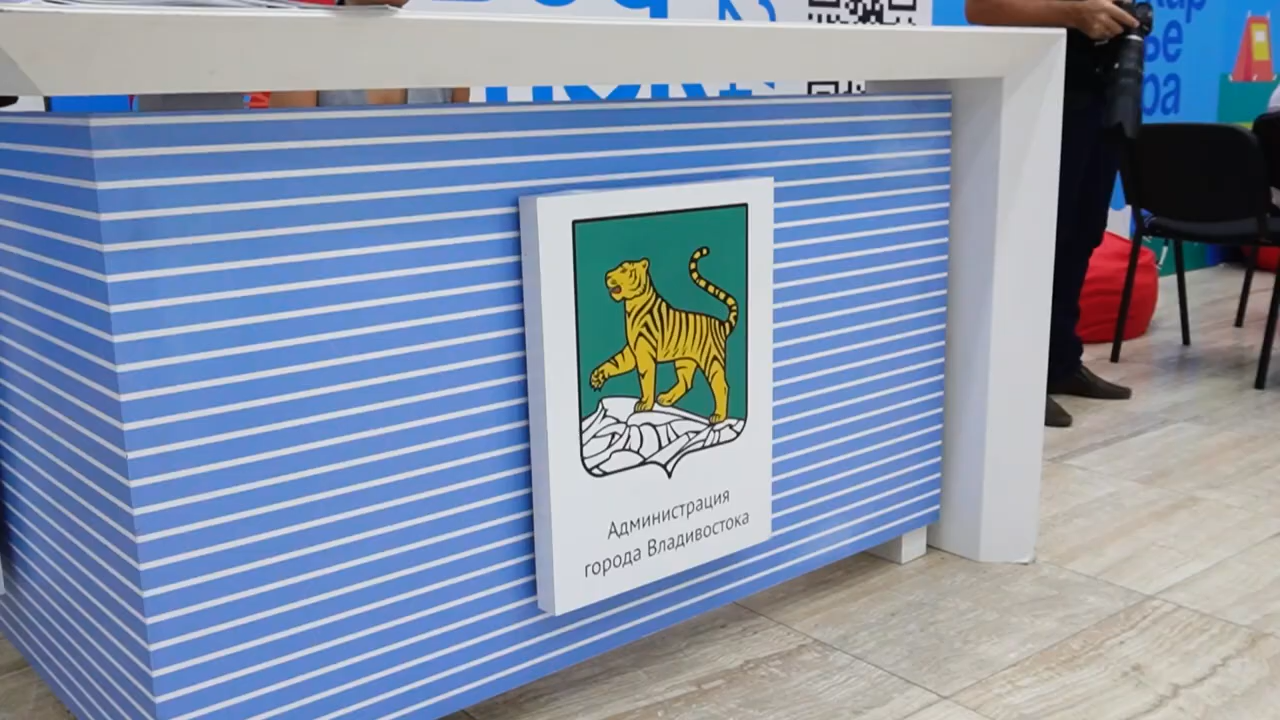 Администрация
города Владивостока